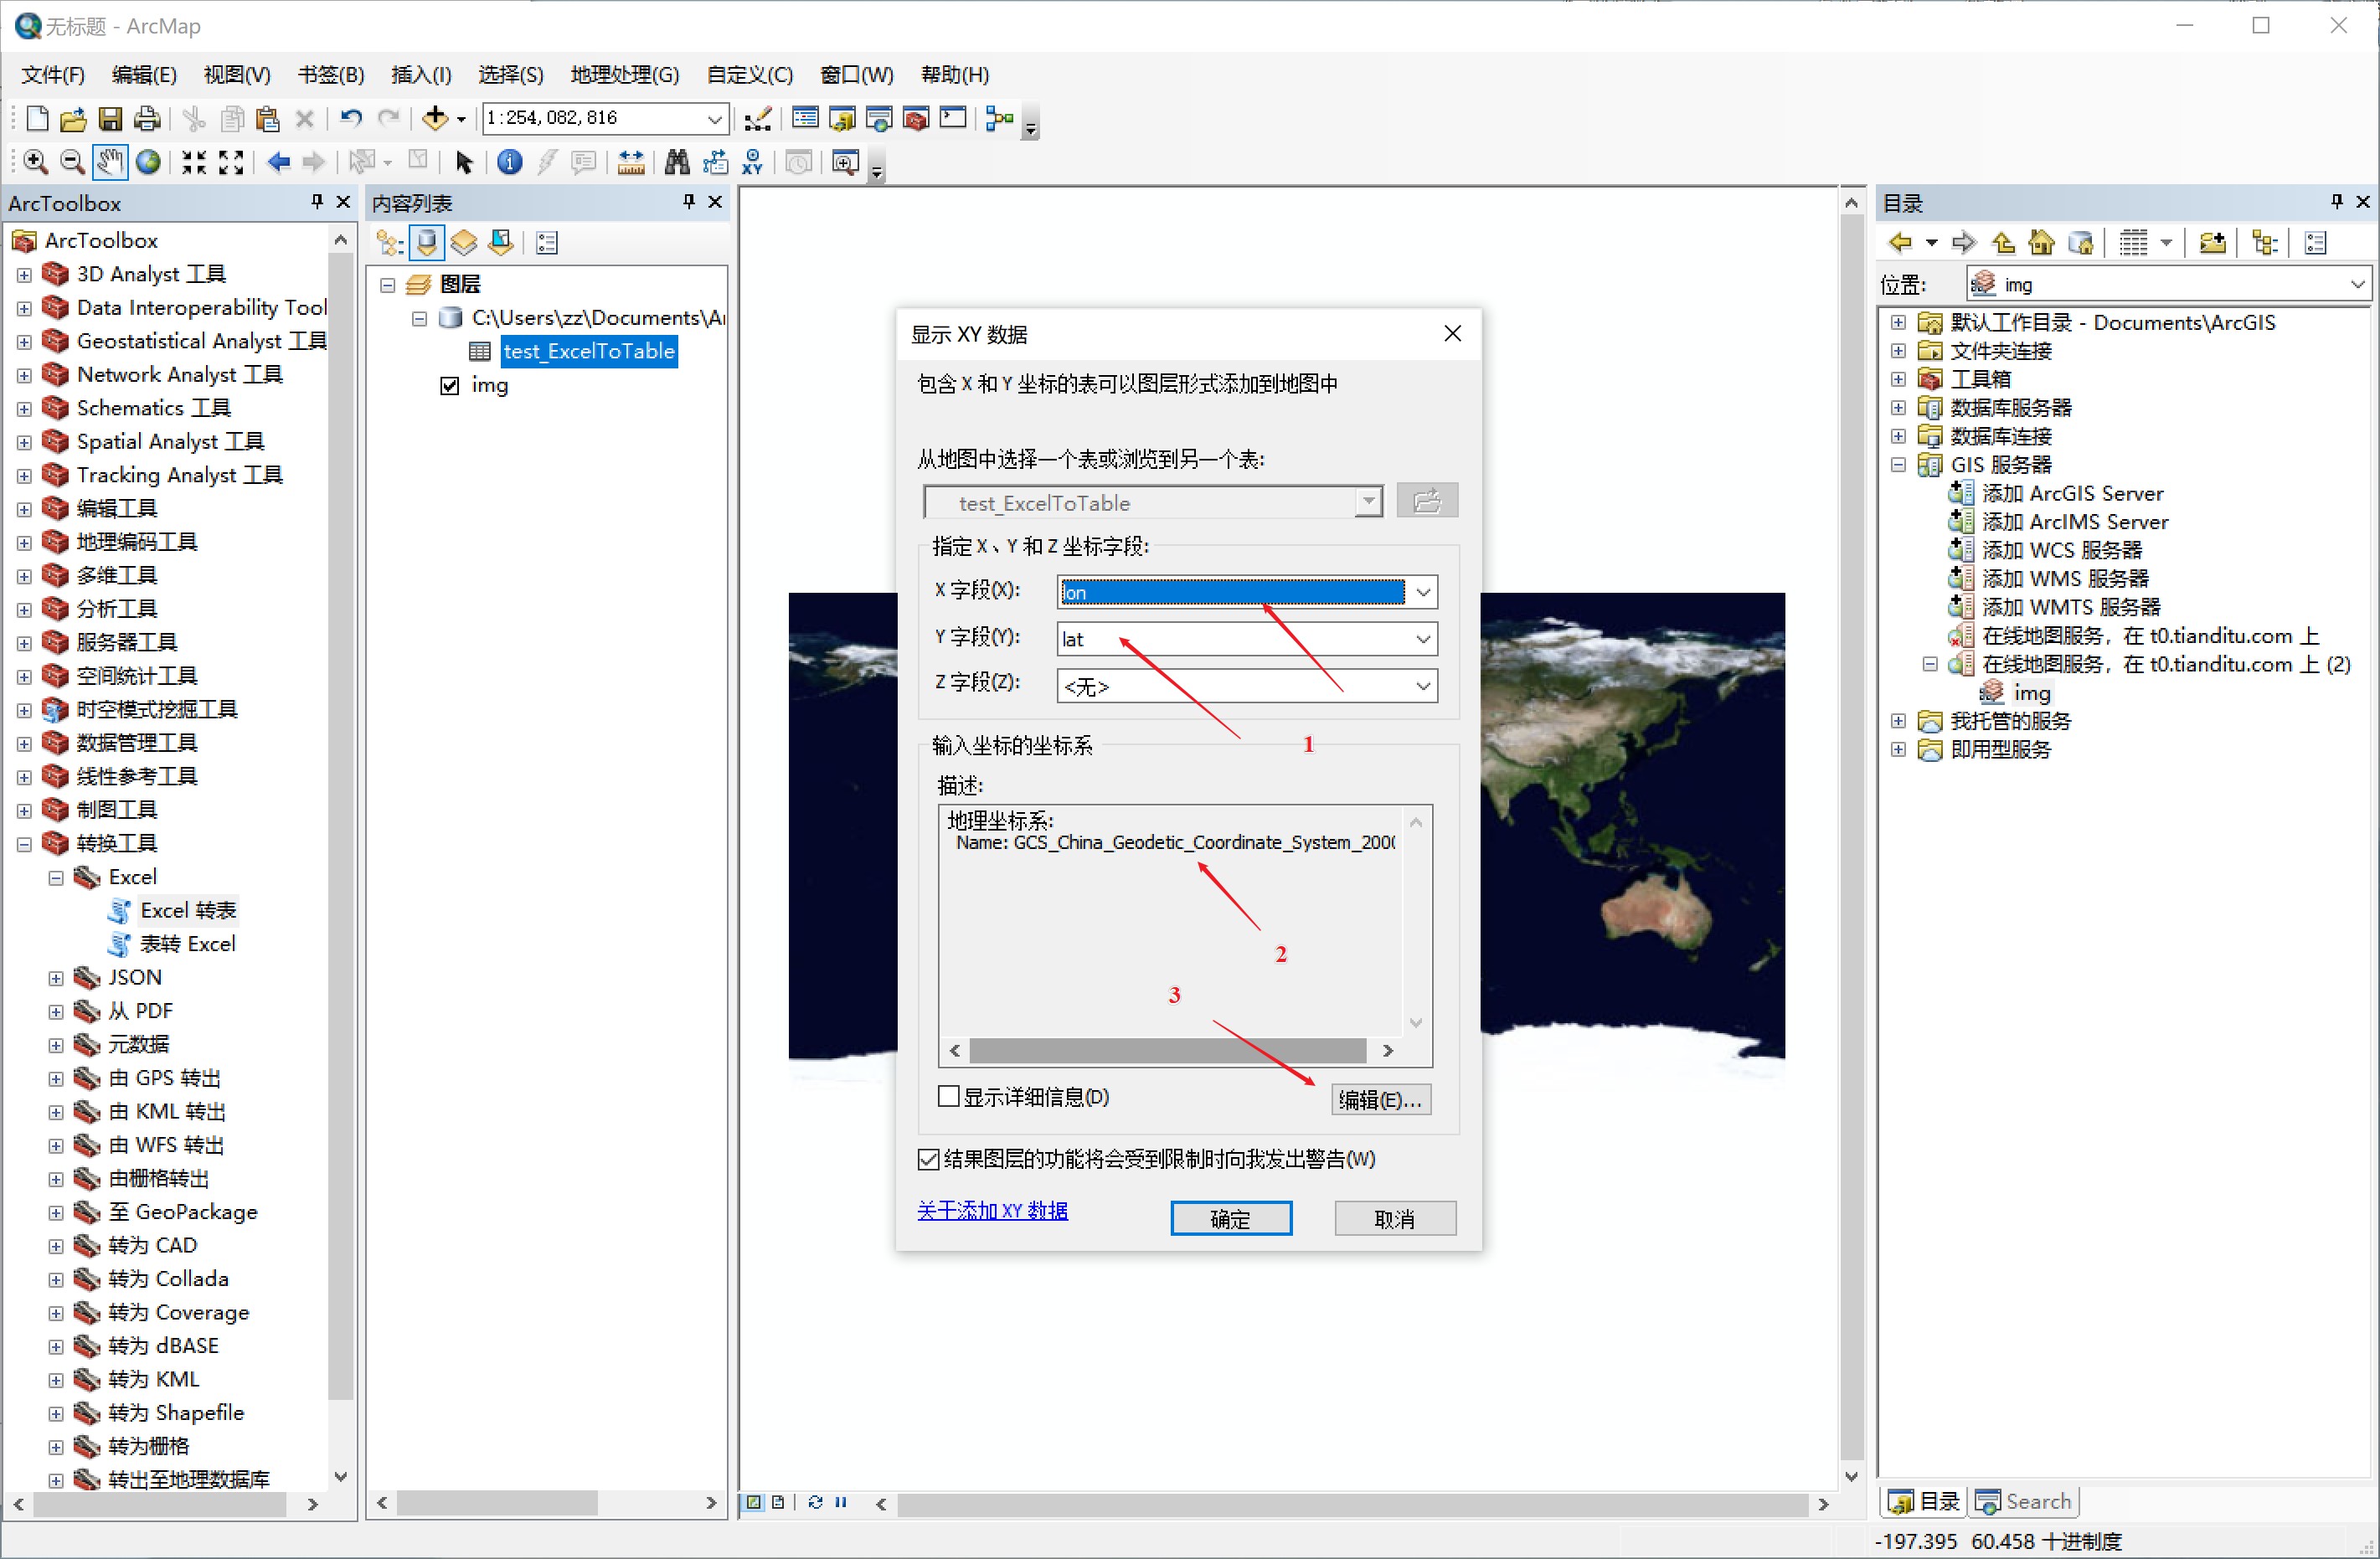 无标题 - ArcMap
文件(F) 编辑(E) 视图(V) 书签(B) 插入(I) 选择(S) 地理处理(G) 自定义(C) 窗口(W) 帮助(H)
1:254,082,816
XY
ArcToolbox
ArcToolbox
3D Analyst 工具
Data Interoperability Tool
Geostatistical Analyst 工具
Network Analyst 工具
Schematics 工具
Spatial Analyst 工具
Tracking Analyst 工具
编辑工具
地理编码工具
多维工具
分析工具
服务器工具
空间统计工具
时空模式挖掘工具
数据管理工具
线性参考工具
制图工具
转换工具
Excel
Excel 转表
表转 Excel
JSON
从 PDF
元数据
由 GPS 转出
由 KML 转出
由 WFS 转出
由栅格转出
至 GeoPackage
转为 CAD
转为 Collada
转为 Coverage
转为 dBASE
转为 KML
转为 Shapefile
转为栅格
转出至地理数据库
内容列表
图层
C:\Users\zz\Documents\Ar
test_ExcelToTable
img
显示 XY 数据
包含 X 和 Y 坐标的表可以图层形式添加到地图中
从地图中选择一个表或浏览到另一个表:
test_ExcelToTable
指定 X、Y 和 Z 坐标字段:
X 字段(X): lon
Y 字段(Y): lat
Z 字段(Z): <无>
1
输入坐标的坐标系
描述:
地理坐标系:
Name: GCS_China_Geodetic_Coordinate_System_2000
2
3
显示详细信息(D)
编辑(E)...
结果图层的功能将会受到限制时向我发出警告(W)
关于添加 XY 数据
确定
取消
目录
位置: img
默认工作目录 - Documents\ArcGIS
文件夹连接
工具箱
数据库服务器
数据库连接
GIS 服务器
添加 ArcGIS Server
添加 ArcIMS Server
添加 WCS 服务器
添加 WMS 服务器
添加 WMTS 服务器
在线地图服务，在 t0.tianditu.com 上
在线地图服务，在 t0.tianditu.com 上 (2)
img
我托管的服务
即用型服务
目录 Search
-197.395 60.458 十进制度